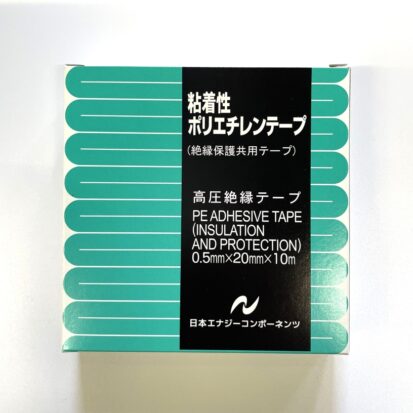 粘着性
ポリエチレンテープ
(絶縁保護共用テープ)
高圧絶縁テープ
PE ADHESIVE TAPE
(INSULATION
AND PROTECTION)
0.5mm×20mm×10m
日本エナジーコンポーネンツ